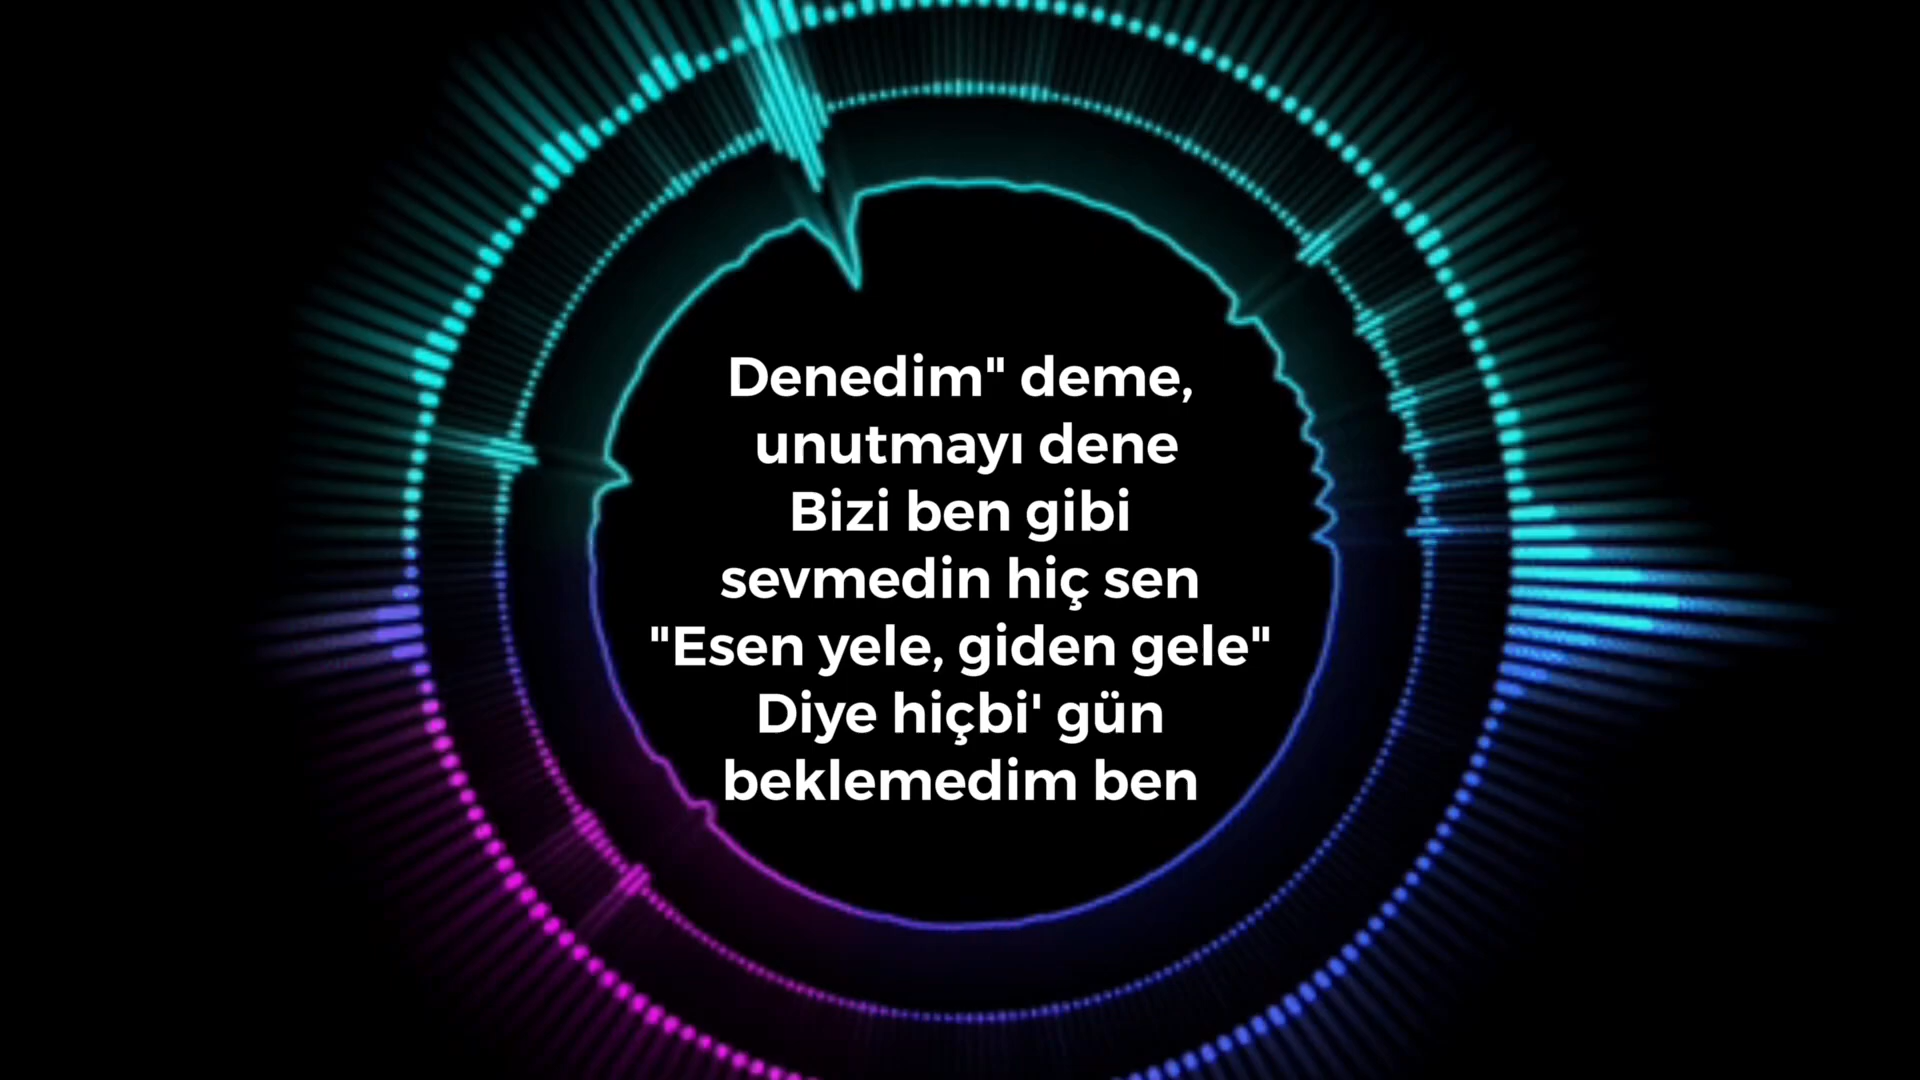 Denedim" deme,
unutmayı dene
Bizi ben gibi
sevmedin hiç sen
"Esen yele, giden gele"
Diye hiçbi' gün
beklemedim ben